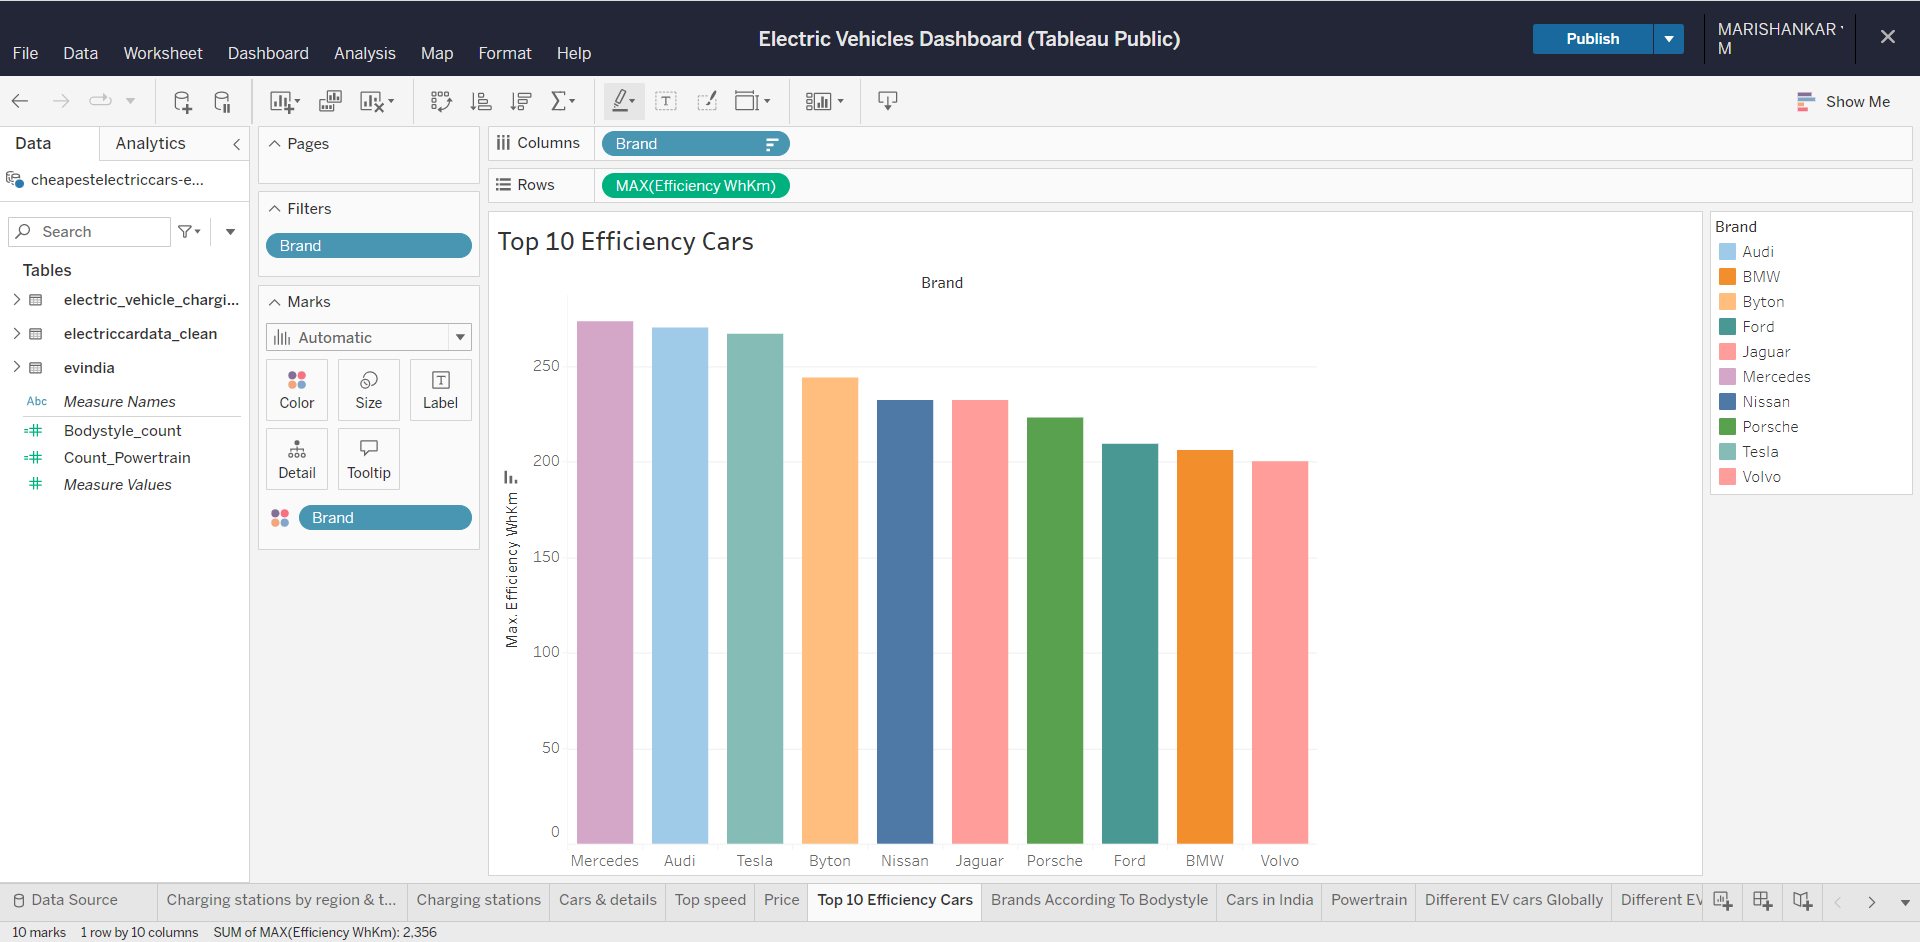 Electric Vehicles Dashboard (Tableau Public)
File Data Worksheet Dashboard Analysis Map Format Help
Publish
MARISHANKAR
M
Show Me
Data Analytics
cheapestelectriccars-e...
Search
Tables
electric_vehicle_chargi...
electriccardata_clean
evindia
Abc Measure Names
Bodystyle_count
Count_Powertrain
Measure Values
Pages
Filters
Brand
Marks
Automatic
Color Size Label
Detail Tooltip
Brand
Columns Brand
Rows MAX(Efficiency WhKm)
Top 10 Efficiency Cars
Brand
Max. Efficiency WhKm
250
200
150
100
50
0
Mercedes Audi Tesla Byton Nissan Jaguar Porsche Ford BMW Volvo
Brand
Audi
BMW
Byton
Ford
Jaguar
Mercedes
Nissan
Porsche
Tesla
Volvo
Data Source Charging stations by region & t... Charging stations Cars & details Top speed Price Top 10 Efficiency Cars Brands According To Bodystyle Cars in India Powertrain Different EV cars Globally Different EV
10 marks 1 row by 10 columns SUM of MAX(Efficiency WhKm): 2,356